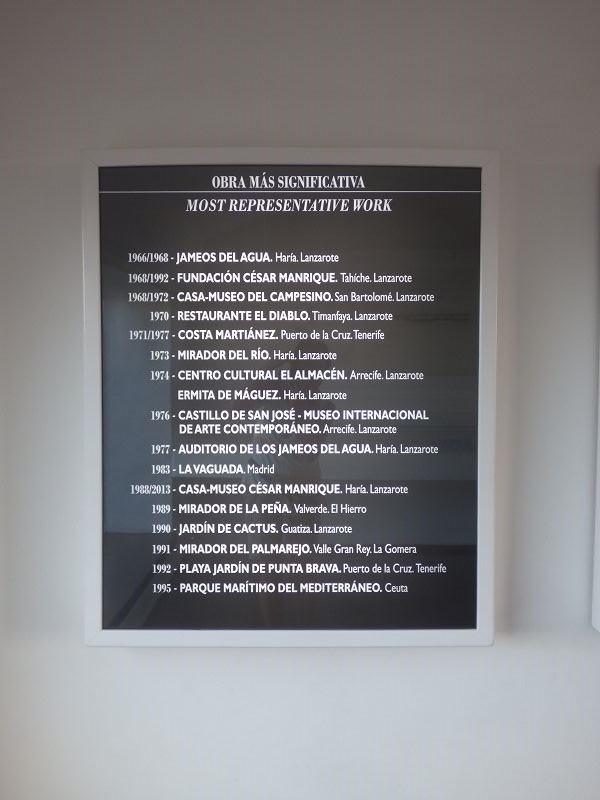 OBRA MÁS SIGNIFICATIVA
MOST REPRESENTATIVE WORK
1966/1968 - JAMEOS DEL AGUA. Haría. Lanzarote
1968/1992 - FUNDACIÓN CÉSAR MANRIQUE. Tahíche. Lanzarote
1968/1972 - CASA-MUSEO DEL CAMPESINO. San Bartolomé. Lanzarote
1970 - RESTAURANTE EL DIABLO. Timanfaya. Lanzarote
1971/1977 - COSTA MARTIÁNEZ. Puerto de la Cruz. Tenerife
1973 - MIRADOR DEL RÍO. Haría. Lanzarote
1974 - CENTRO CULTURAL EL ALMACÉN. Arrecife. Lanzarote
ERMITA DE MÁGUEZ. Haría. Lanzarote
1976 - CASTILLO DE SAN JOSÉ - MUSEO INTERNACIONAL
DE ARTE CONTEMPORÁNEO. Arrecife. Lanzarote
1977 - AUDITORIO DE LOS JAMEOS DEL AGUA. Haría. Lanzarote
1983 - LA VAGUADA. Madrid
1988/2013 - CASA-MUSEO CÉSAR MANRIQUE. Haría. Lanzarote
1989 - MIRADOR DE LA PEÑA. Valverde. El Hierro
1990 - JARDÍN DE CACTUS. Guatiza. Lanzarote
1991 - MIRADOR DEL PALMAREJO. Valle Gran Rey. La Gomera
1992 - PLAYA JARDÍN DE PUNTA BRAVA. Puerto de la Cruz. Tenerife
1995 - PARQUE MARÍTIMO DEL MEDITERRÁNEO. Ceuta